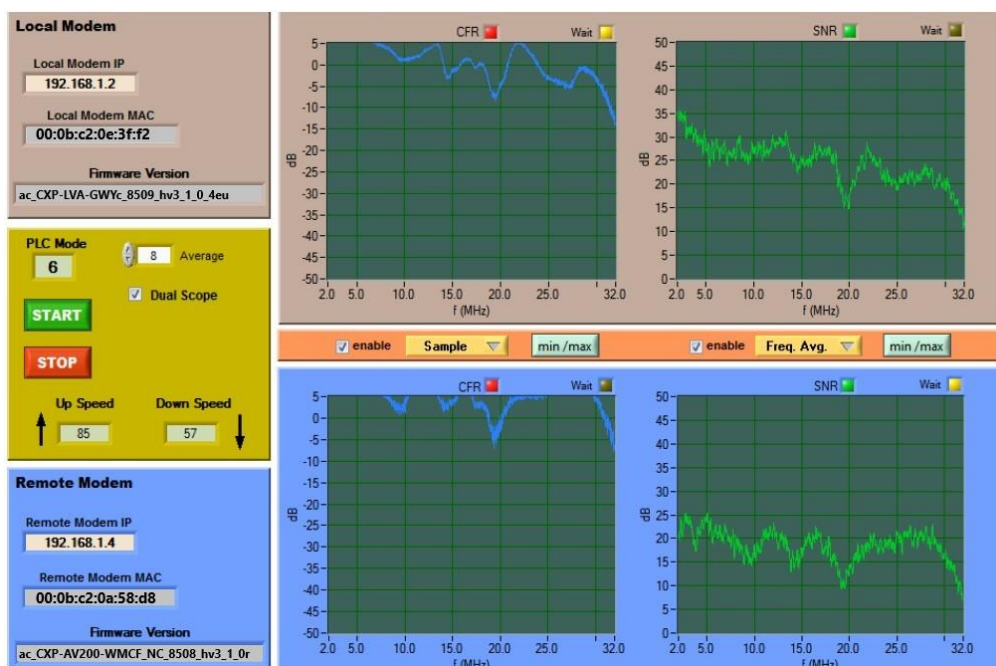 Local Modem
Local Modem IP
192.168.1.2
Local Modem MAC
00:0b:c2:0e:3f:f2
Firmware Version
ac_CXP-LVA-GWYc_8509_hv3_1_0_4eu
PLC Mode
6
8 Average
Dual Scope
START
STOP
Up Speed Down Speed
85 57
Remote Modem
Remote Modem IP
192.168.1.4
Remote Modem MAC
00:0b:c2:0a:58:d8
Firmware Version
ac_CXP-AV200-WMCF_NC_8508_hv3_1_0r
CFR Wait
5
0
-5
-10
-15
-20
-25
-30
-35
-40
-45
-50
dB
2.0 5.0 10.0 15.0 20.0 25.0 32.0
f (MHz)
SNR Wait
50
45
40
35
30
25
20
15
10
5
0
dB
2.0 5.0 10.0 15.0 20.0 25.0 32.0
f (MHz)
enable Sample min/max enable Freq. Avg. min/max
CFR Wait
5
0
-5
-10
-15
-20
-25
-30
-35
-40
-45
-50
dB
2.0 5.0 10.0 15.0 20.0 25.0 32.0
f (MHz)
SNR Wait
50
45
40
35
30
25
20
15
10
5
0
dB
2.0 5.0 10.0 15.0 20.0 25.0 32.0
f (MHz)